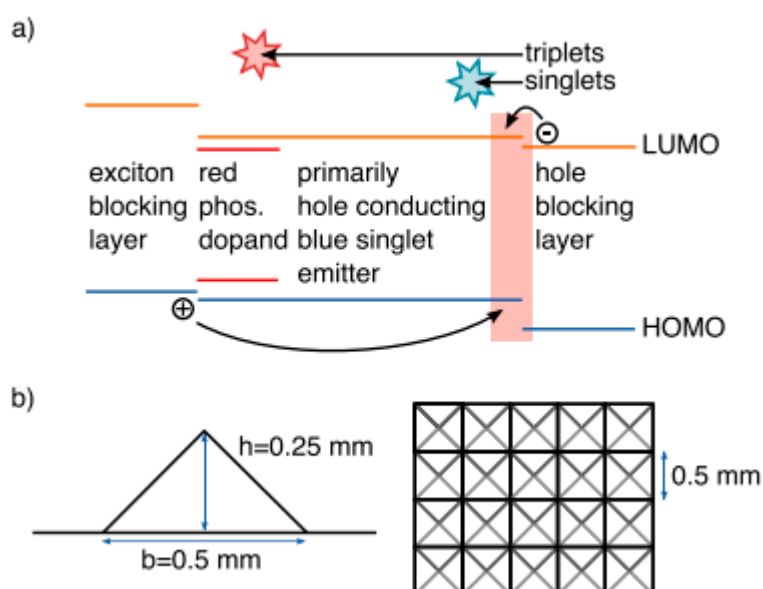 a)
triplets
singlets
LUMO
exciton
blocking
layer
red
phos.
dopand
primarily
hole conducting
blue singlet
emitter
hole
blocking
layer
-
+
HOMO
b)
h=0.25 mm
b=0.5 mm
0.5 mm